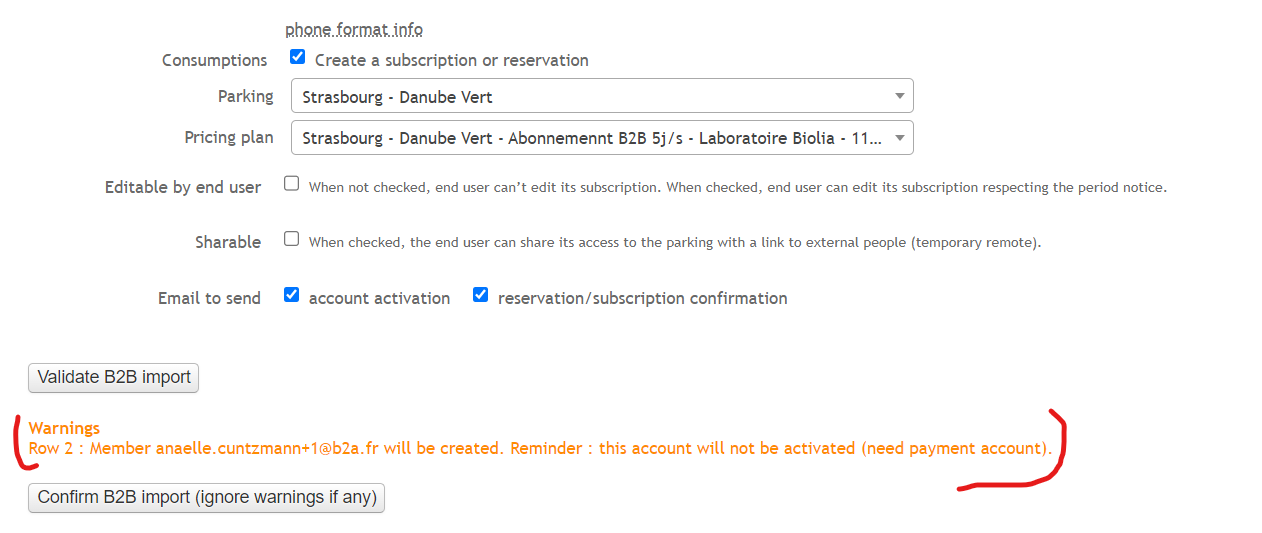 phone.format.info
Consumptions Create a subscription or reservation
Parking Strasbourg - Danube Vert
Pricing plan Strasbourg - Danube Vert - Abonnemennt B2B 5j/s - Laboratoire Biolia - 11...
Editable by end user When not checked, end user can’t edit its subscription. When checked, end user can edit its subscription respecting the period notice.
Sharable When checked, the end user can share its access to the parking with a link to external people (temporary remote).
Email to send account activation reservation/subscription confirmation
Validate B2B import
Warnings
Row 2 : Member anaelle.cuntzmann+1@b2a.fr will be created. Reminder : this account will not be activated (need payment account).
Confirm B2B import (ignore warnings if any)